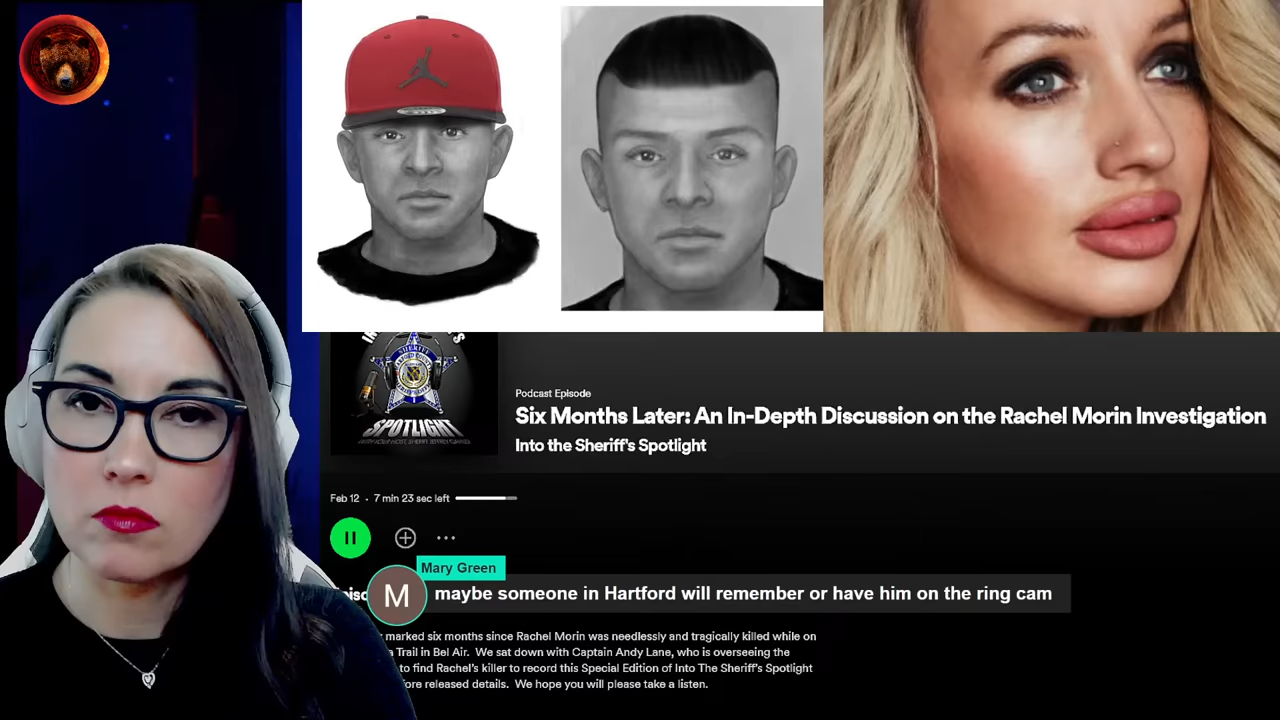 SHERIFF
SPOTLIGHT
Podcast Episode
Six Months Later: An In-Depth Discussion on the Rachel Morin Investigation
Into the Sheriff's Spotlight
Feb 12 • 7 min 23 sec left
Mary Green
M
maybe someone in Hartford will remember or have him on the ring cam
marked six months since Rachel Morin was needlessly and tragically killed while on
Trail in Bel Air. We sat down with Captain Andy Lane, who is overseeing the
to find Rachel's killer to record this Special Edition of Into The Sheriff's Spotlight
released details. We hope you will please take a listen.